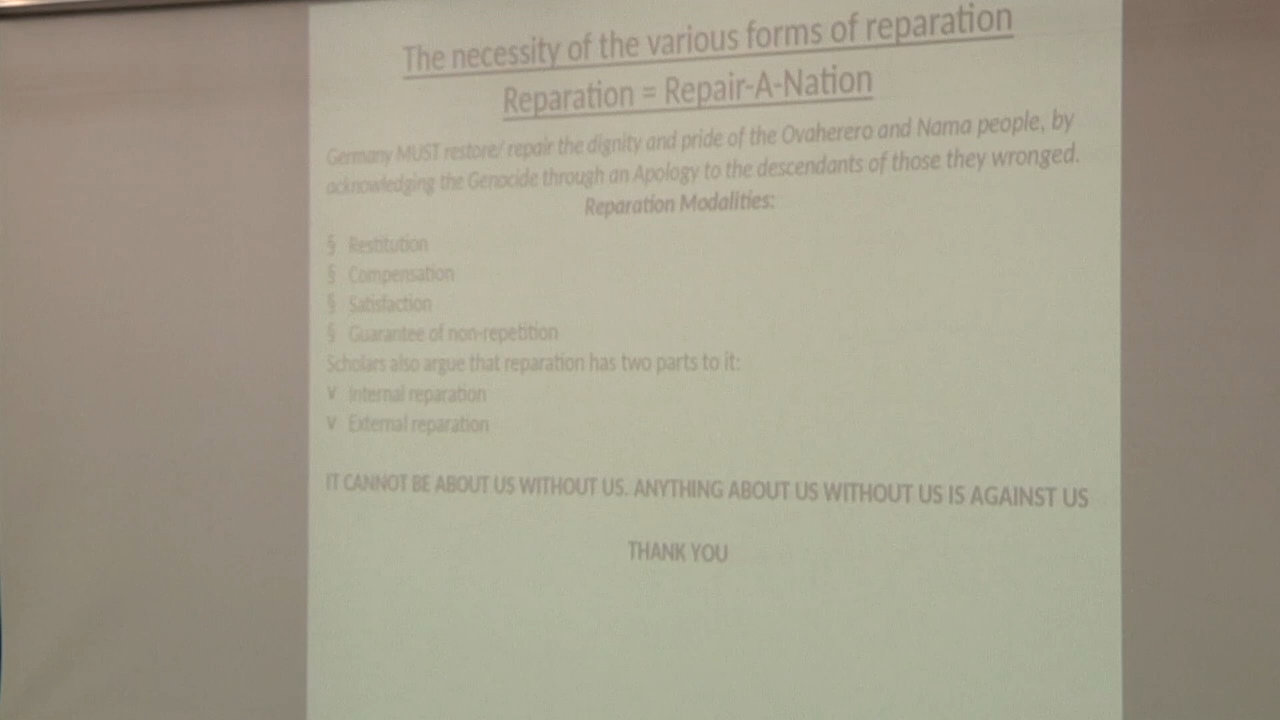 The necessity of the various forms of reparation
Reparation = Repair-A-Nation
Germany MUST restore/ repair the dignity and pride of the Ovaherero and Nama people, by
acknowledging the Genocide through an Apology to the descendants of those they wronged.
Reparation Modalities:
§ Restitution
§ Compensation
§ Satisfaction
§ Guarantee of non-repetition
Scholars also argue that reparation has two parts to it:
v Internal reparation
v External reparation
IT CANNOT BE ABOUT US WITHOUT US. ANYTHING ABOUT US WITHOUT US IS AGAINST US
THANK YOU